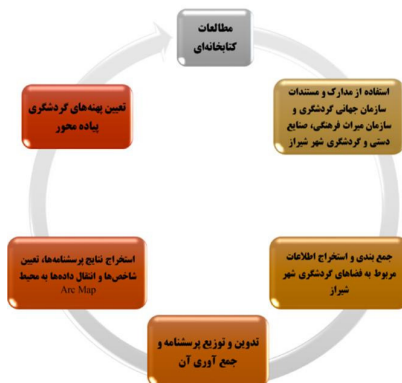 مطالعات
کتابخانه‌ای
استفاده از مدارک و مستندات
سازمان جهانی گردشگری و
سازمان میراث فرهنگی، صنایع
دستی و گردشگری شهر شیراز
جمع بندی و استخراج اطلاعات
مربوط به فضاهای گردشگری شهر
شیراز
تدوین و توزیع پرسشنامه و
جمع آوری آن
استخراج نتایج پرسشنامه‌ها، تعیین
شاخص‌ها و انتقال داده‌ها به محیط
Arc Map
تعیین پهنه‌های گردشگری
پیاده محور